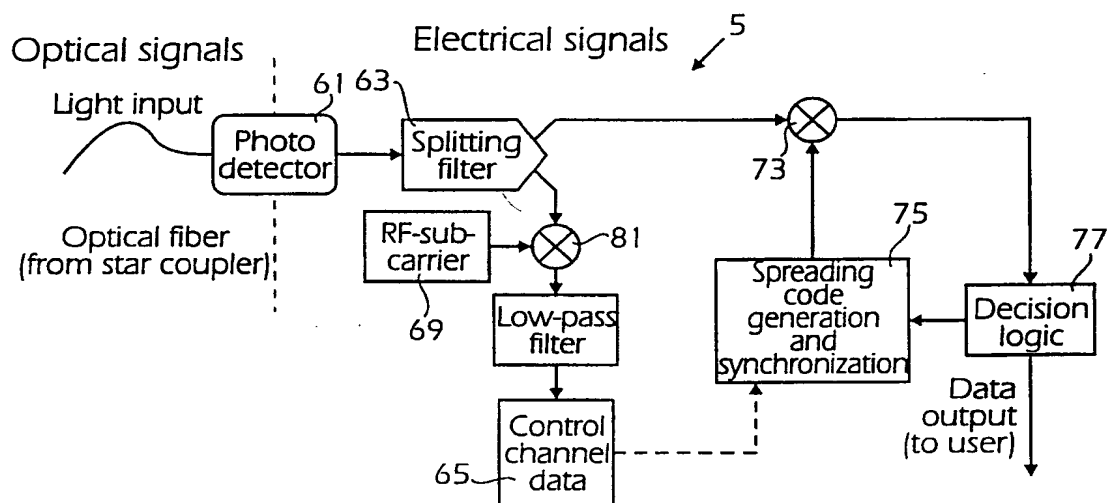 Optical signals
Electrical signals
5
Light input
61
63
Photo
detector
Splitting
filter
73
Optical fiber
(from star coupler)
RF-sub-
carrier
69
81
75
Spreading
code
generation
and
synchronization
77
Decision
logic
Low-pass
filter
Data
output
(to user)
65
Control
channel
data